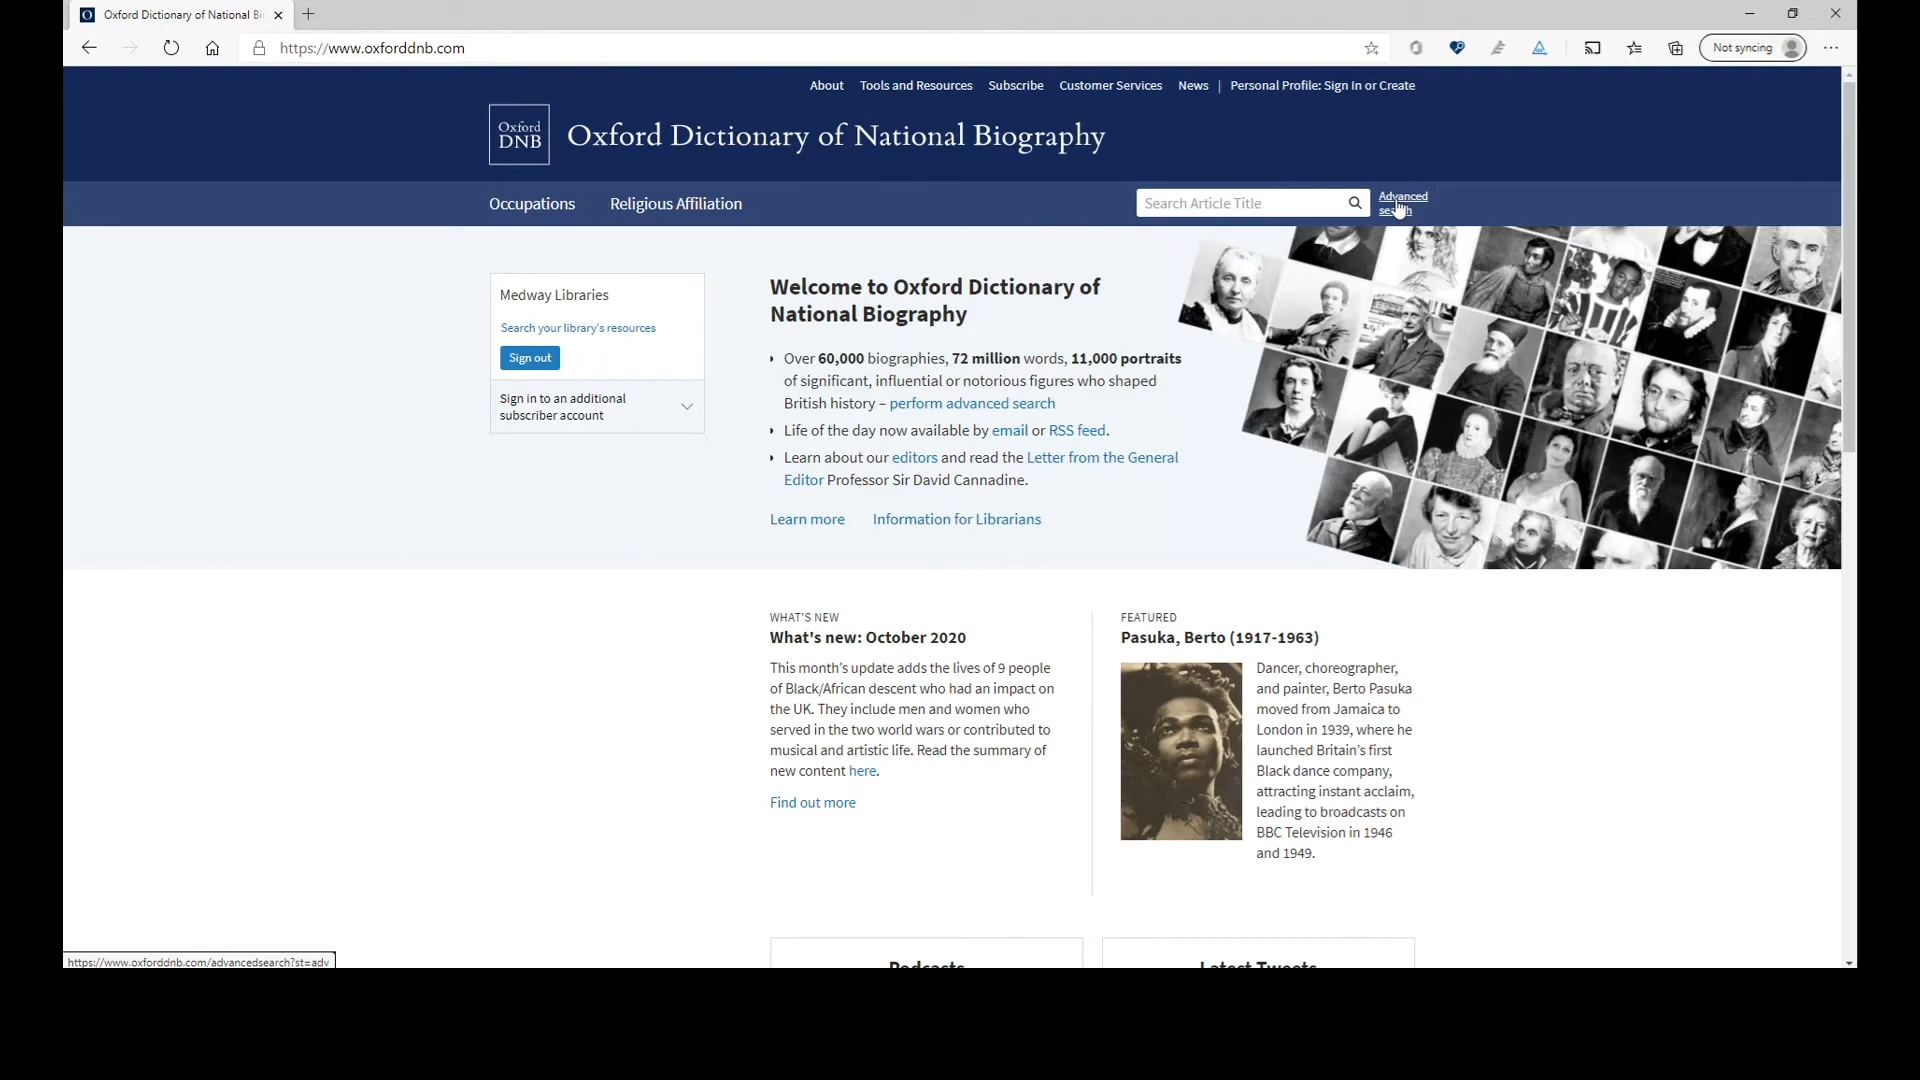 Oxford Dictionary of National Bi
https://www.oxforddnb.com
Not syncing
About Tools and Resources Subscribe Customer Services News | Personal Profile: Sign In or Create
Oxford
DNB
Oxford Dictionary of National Biography
Occupations Religious Affiliation
Search Article Title
Advanced
search
Medway Libraries
Search your library's resources
Sign out
Sign in to an additional
subscriber account
Welcome to Oxford Dictionary of
National Biography
Over 60,000 biographies, 72 million words, 11,000 portraits
of significant, influential or notorious figures who shaped
British history – perform advanced search
Life of the day now available by email or RSS feed.
Learn about our editors and read the Letter from the General
Editor Professor Sir David Cannadine.
Learn more Information for Librarians
WHAT'S NEW
What's new: October 2020
This month's update adds the lives of 9 people
of Black/African descent who had an impact on
the UK. They include men and women who
served in the two world wars or contributed to
musical and artistic life. Read the summary of
new content here.
Find out more
FEATURED
Pasuka, Berto (1917-1963)
Dancer, choreographer,
and painter, Berto Pasuka
moved from Jamaica to
London in 1939, where he
launched Britain's first
Black dance company,
attracting instant acclaim,
leading to broadcasts on
BBC Television in 1946
and 1949.
Podcasts
Latest Tweets
https://www.oxforddnb.com/advancedsearch?st=adv